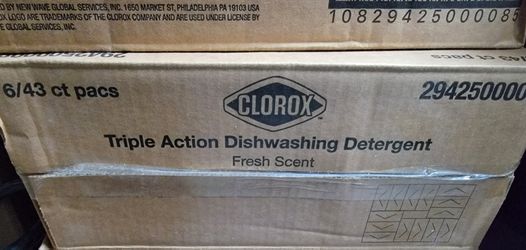 D BY NEW WAVE GLOBAL SERVICES, INC. 1650 MARKET ST, PHILADELPHIA PA 19103 USA
OX LOGO ARE TRADEMARKS OF THE CLOROX COMPANY AND ARE USED UNDER LICENSE BY
E GLOBAL SERVICES, INC.
10829425000085
6/43 ct pacs
CLOROX
294250000
Triple Action Dishwashing Detergent
Fresh Scent